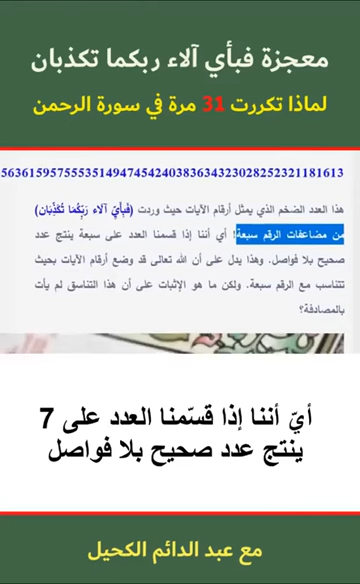 معجزة فبأي آلاء ربكما تكذبان
لماذا تكررت 31 مرة في سورة الرحمن
5636159575553514947454240383634323028252321181613
هذا العدد الضخم الذي يمثل أرقام الآيات حيث وردت (فَبِأَيِّ آلَاء رَبِّكُمَا تُكَذِّبَانِ)
من مضاعفات الرقم سبعة! أي أننا إذا قسمنا العدد على سبعة ينتج عدد
صحيح بلا فواصل. وهذا يدل على أن الله تعالى قد وضع أرقام الآيات بحيث
تتناسب مع الرقم سبعة. ولكن ما هو الإثبات على أن هذا التناسق لم يأت
بالمصادفة؟
أيّ أننا إذا قسّمنا العدد على 7
ينتج عدد صحيح بلا فواصل
مع عبد الدائم الكحيل